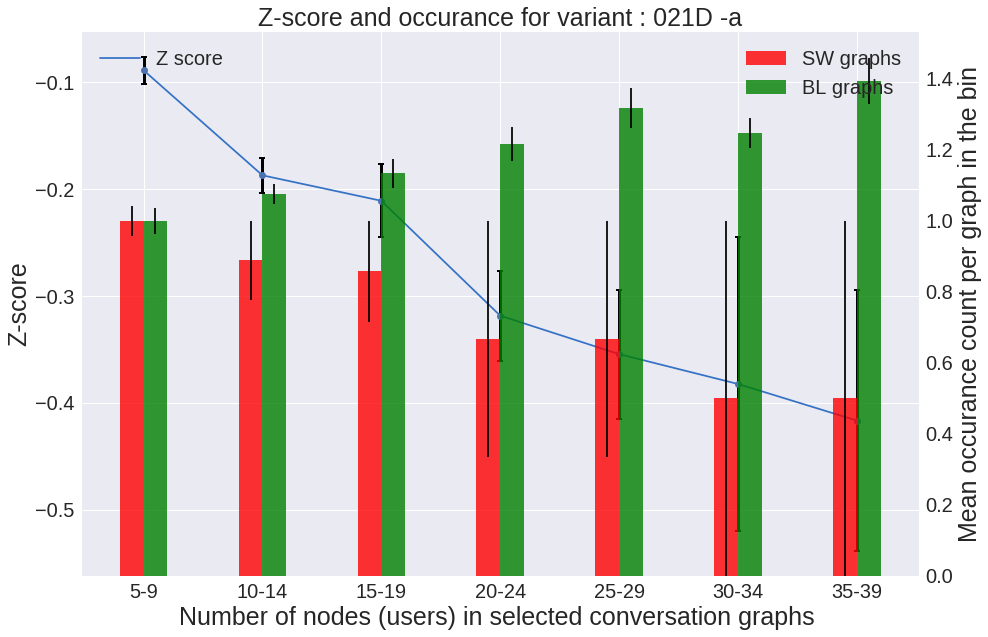 Z-score and occurance for variant : 021D -a
Z score
SW graphs
BL graphs
Z-score
−0.1
−0.2
−0.3
−0.4
−0.5
1.4
1.2
1.0
0.8
0.6
0.4
0.2
0.0
Mean occurance count per graph in the bin
5-9 10-14 15-19 20-24 25-29 30-34 35-39
Number of nodes (users) in selected conversation graphs